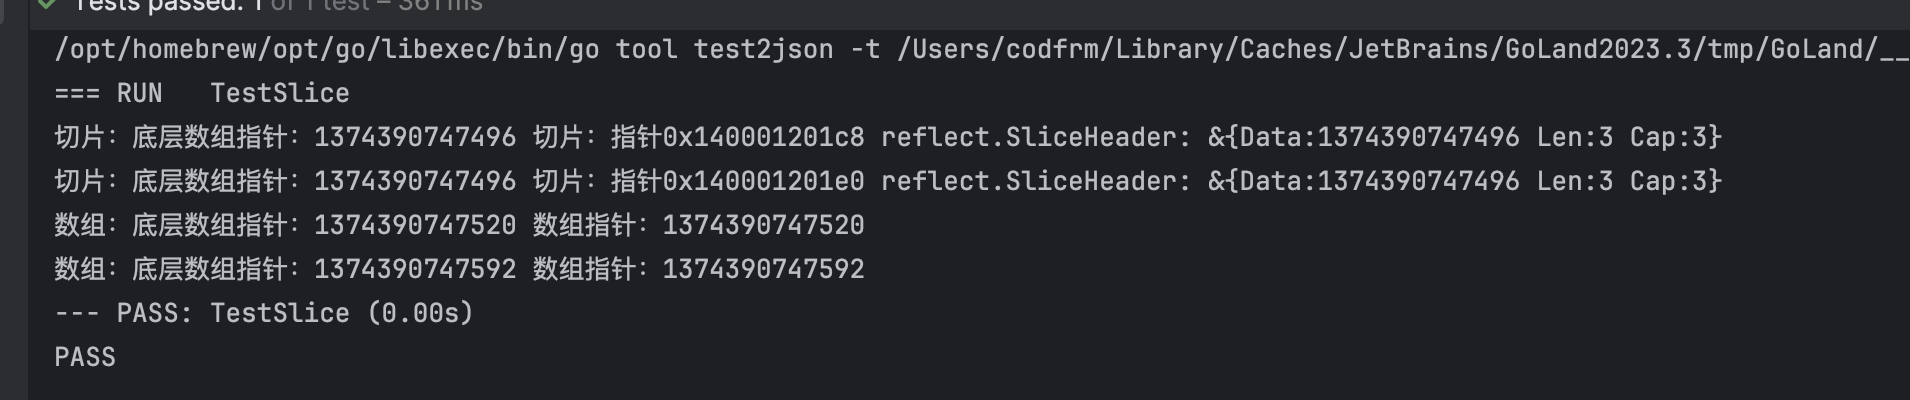 Tests passed: 1 of 1 test – 361 ms
/opt/homebrew/opt/go/libexec/bin/go tool test2json -t /Users/codfrm/Library/Caches/JetBrains/GoLand2023.3/tmp/GoLand/__
=== RUN   TestSlice
切片：底层数组指针：1374390747496 切片：指针0x140001201c8 reflect.SliceHeader: &{Data:1374390747496 Len:3 Cap:3}
切片：底层数组指针：1374390747496 切片：指针0x140001201e0 reflect.SliceHeader: &{Data:1374390747496 Len:3 Cap:3}
数组：底层数组指针：1374390747520 数组指针：1374390747520
数组：底层数组指针：1374390747592 数组指针：1374390747592
--- PASS: TestSlice (0.00s)
PASS